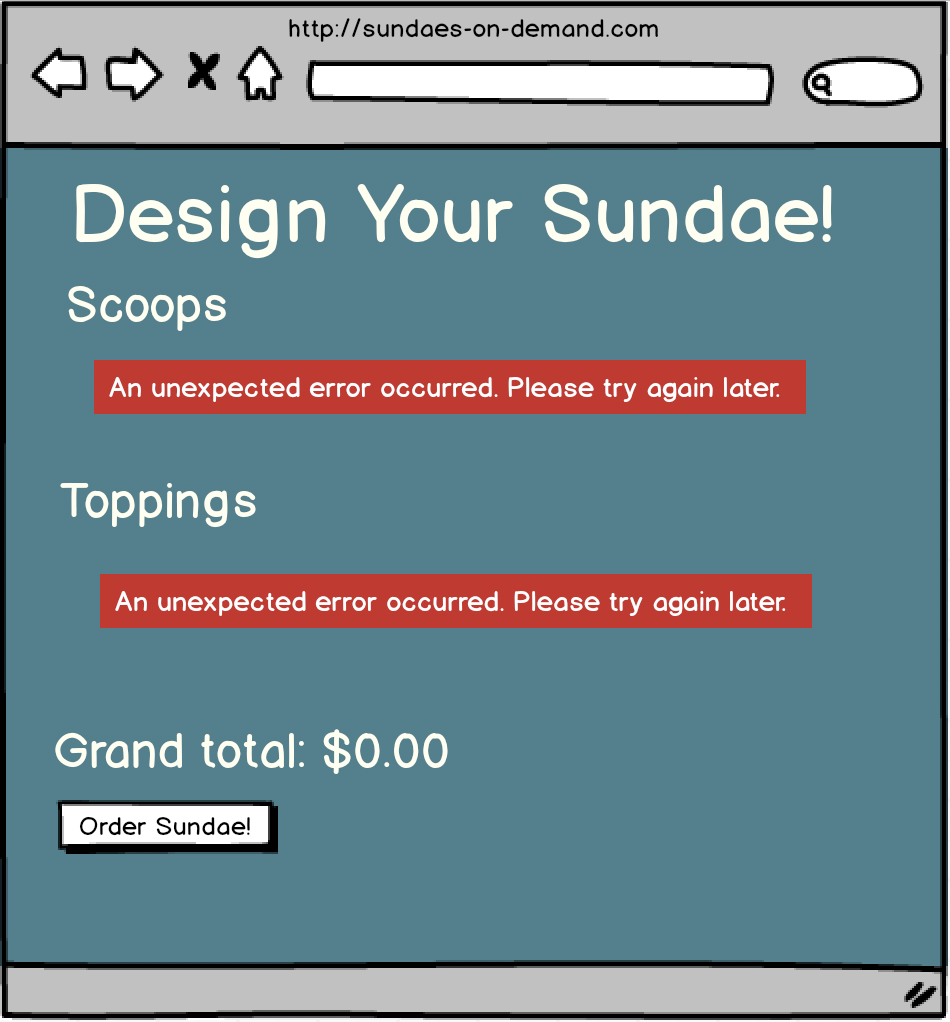 http://sundaes-on-demand.com
Design Your Sundae!
Scoops
An unexpected error occurred. Please try again later.
Toppings
An unexpected error occurred. Please try again later.
Grand total: $0.00
Order Sundae!